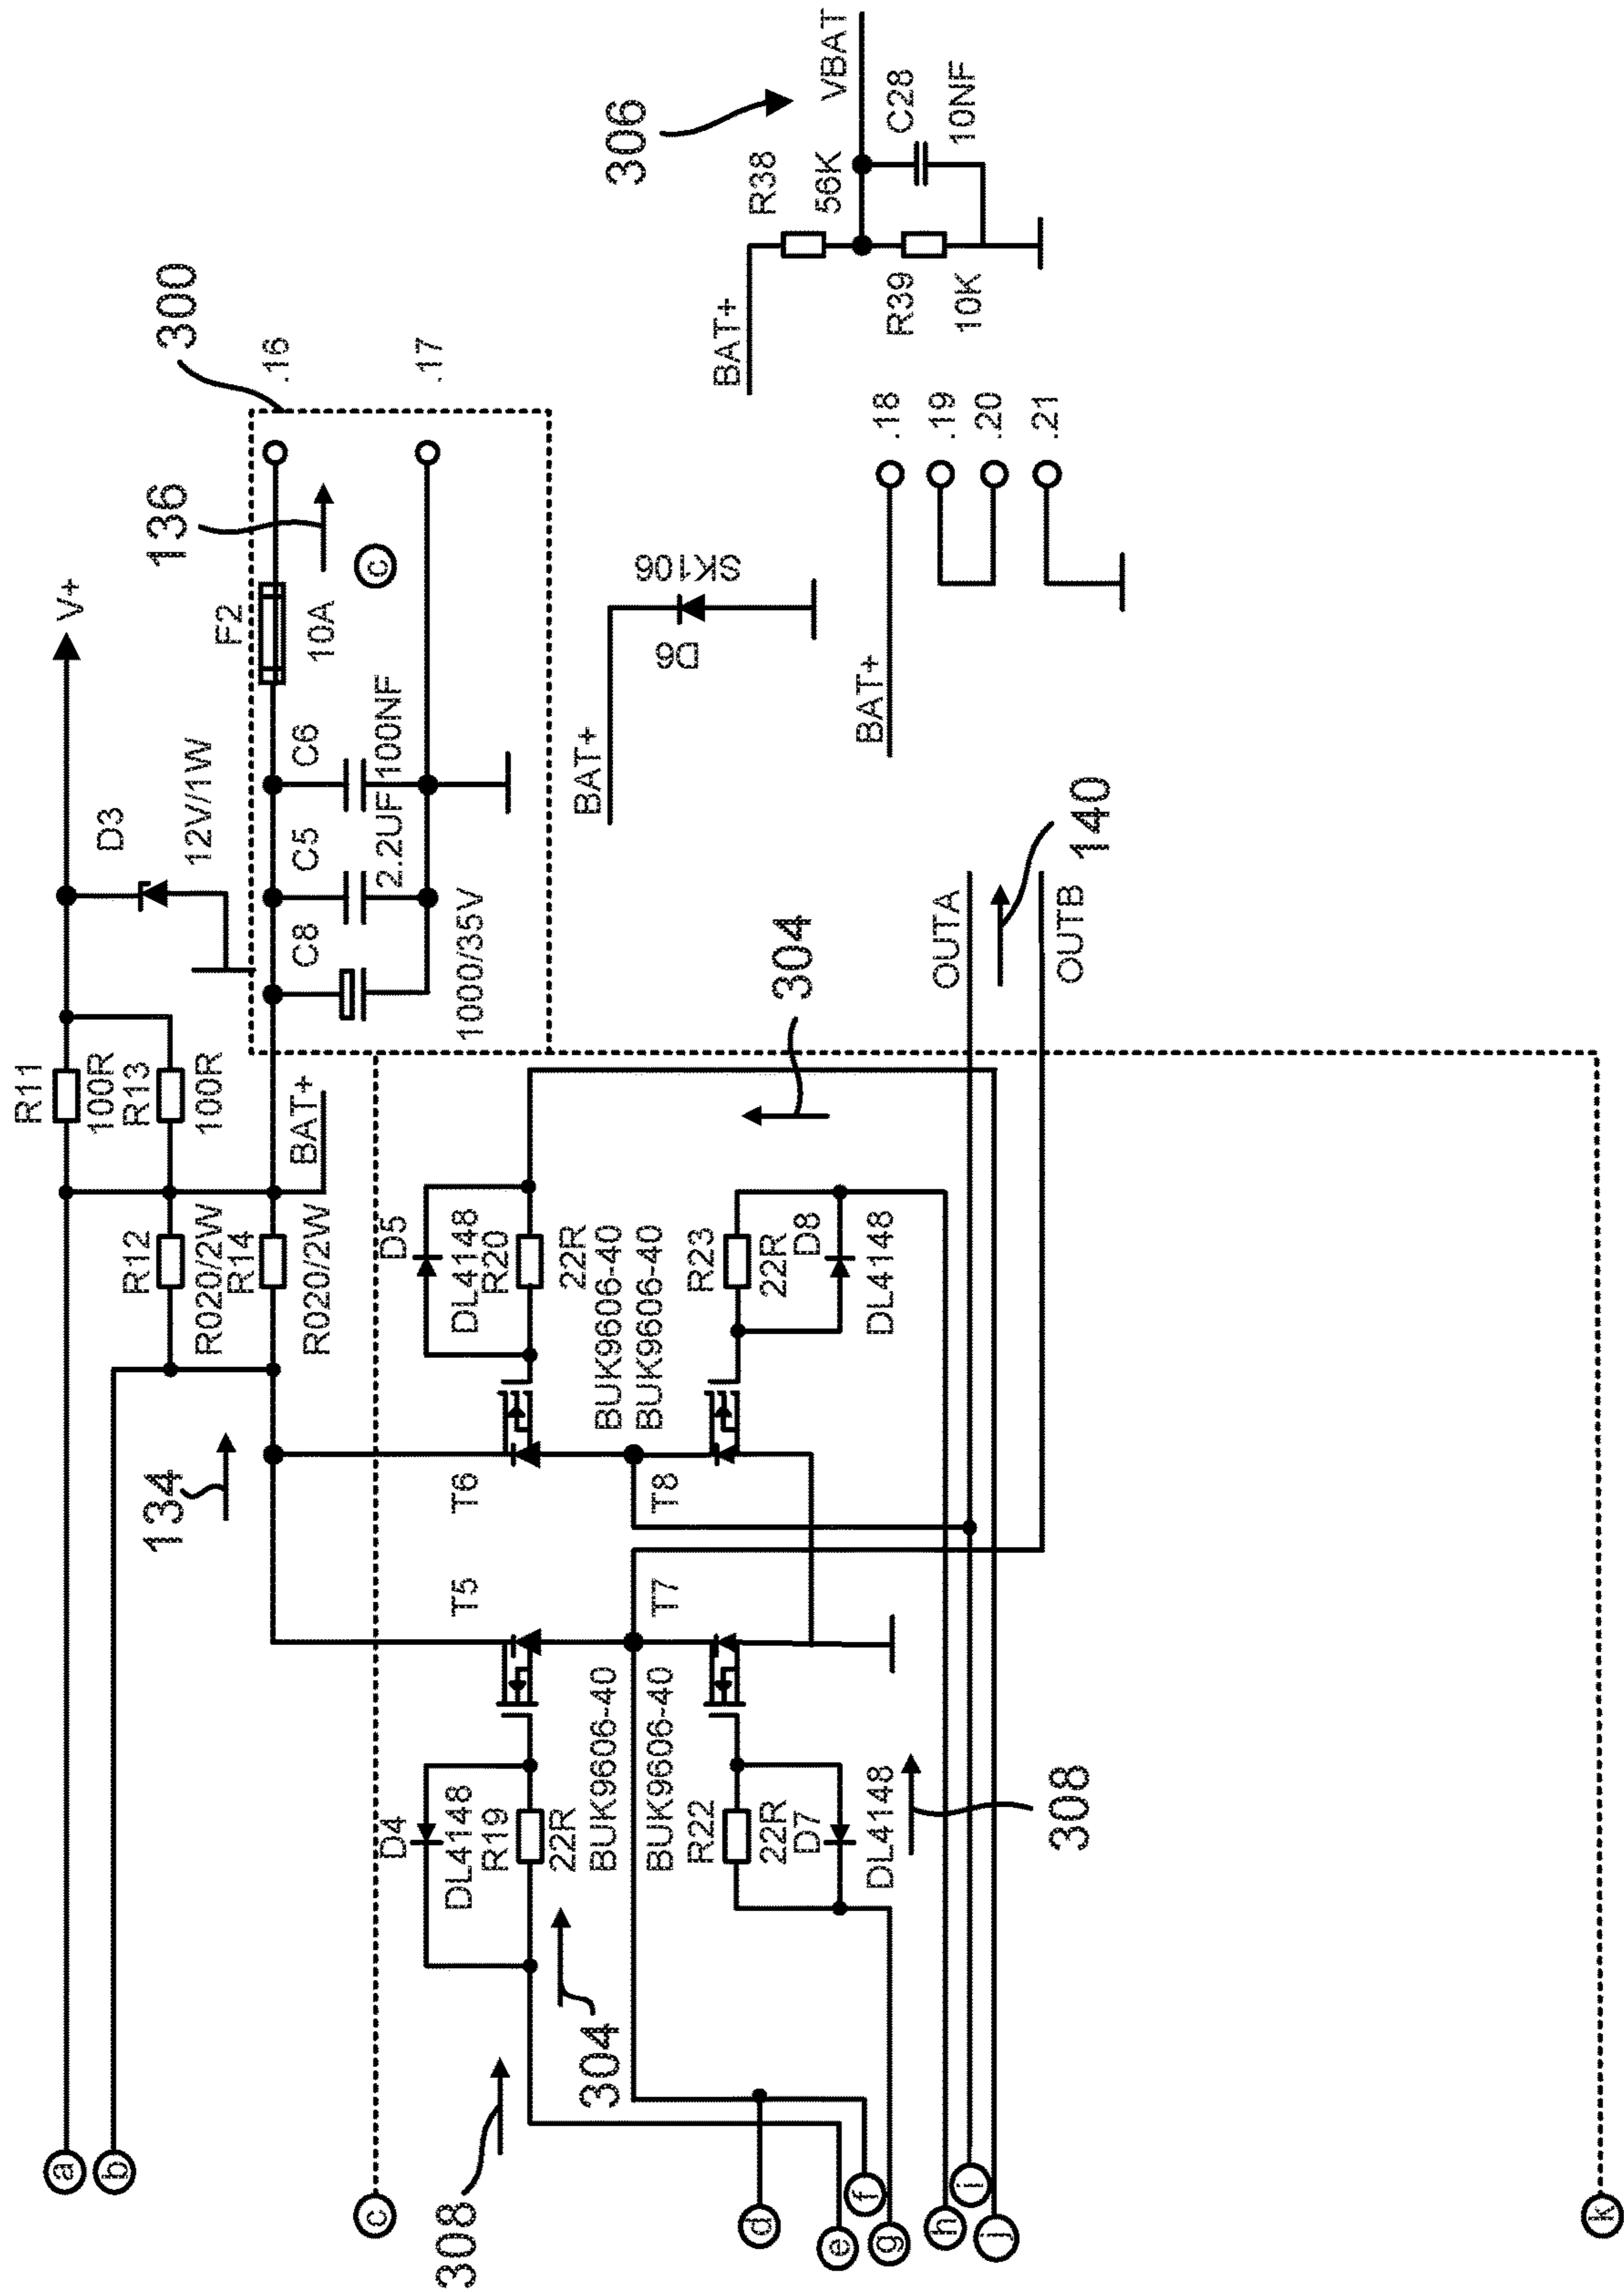 V+
R11
100R
R13
100R
D3
12V/1W
300
.16
.17
136
F2
10A
c
C6
100NF
C5
2.2UF
C8
1000/35V
BAT+
R12
R020/2W
R14
R020/2W
134
a
b
c
306
BAT+
R38
56K
VBAT
C28
10NF
R39
10K
BAT+
D6
SK106
BAT+
.18
.19
.20
.21
OUTA
140
OUTB
304
D5
DL4148
R20
22R
BUK9606-40
BUK9606-40
R23
22R
D8
DL4148
T6
T8
T5
T7
D4
DL4148
R19
22R
BUK9606-40
BUK9606-40
R22
22R
D7
DL4148
308
304
308
d
e
f
g
h
i
j
k